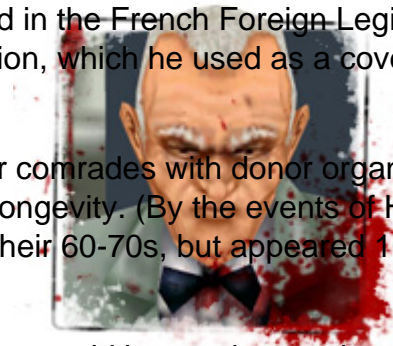 d in the French Foreign Legi
ion, which he used as a cove
r comrades with donor organ
ongevity. (By the events of H
heir 60-70s, but appeared 1